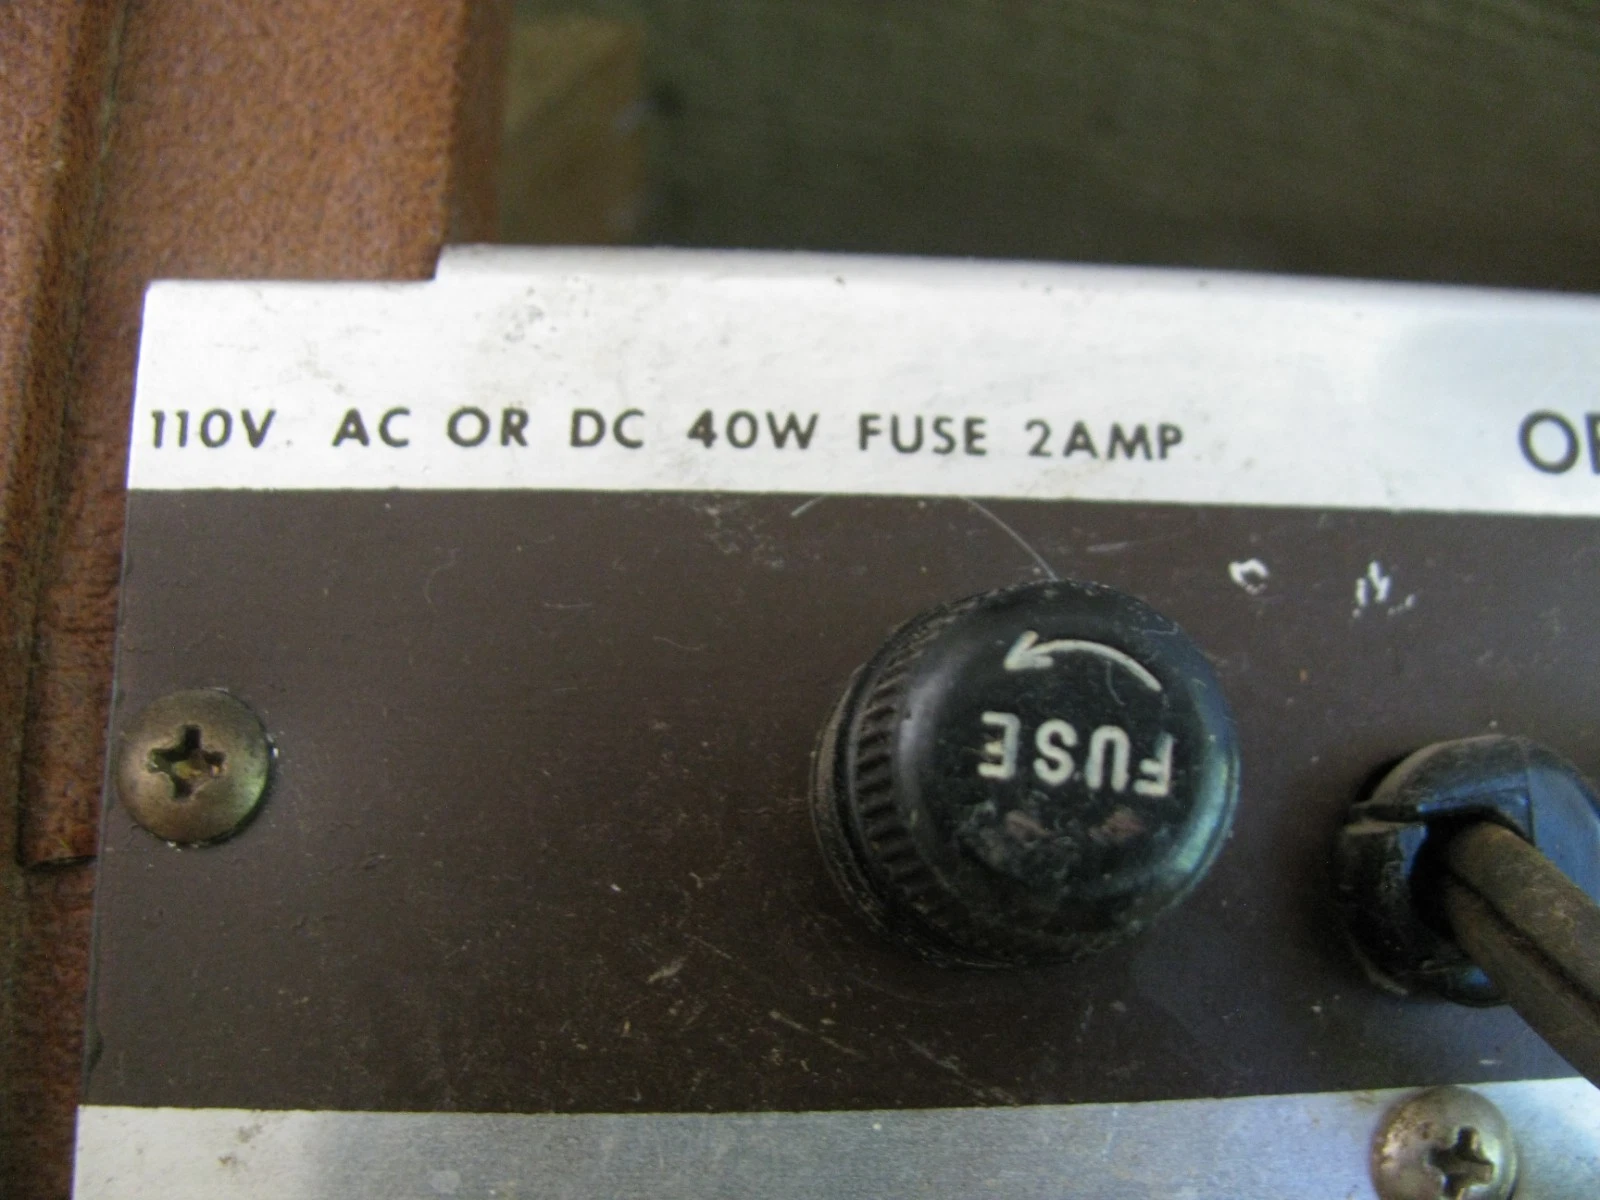 110V. AC OR DC 40W FUSE 2AMP
FUSE